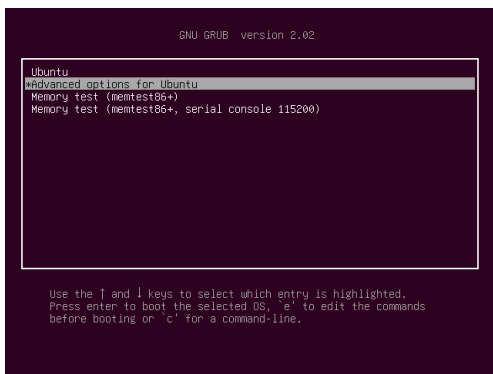 GNU GRUB  version 2.02
Ubuntu
*Advanced options for Ubuntu
Memory test (memtest86+)
Memory test (memtest86+, serial console 115200)
Use the ↑ and ↓ keys to select which entry is highlighted.
Press enter to boot the selected OS, `e' to edit the commands
before booting or `c' for a command-line.